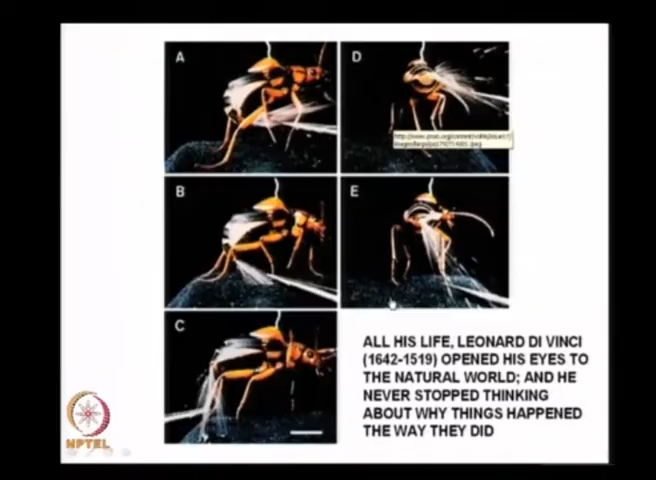 A
D
B
E
C
ALL HIS LIFE, LEONARD DI VINCI
(1642-1519) OPENED HIS EYES TO
THE NATURAL WORLD; AND HE
NEVER STOPPED THINKING
ABOUT WHY THINGS HAPPENED
THE WAY THEY DID
NPTEL